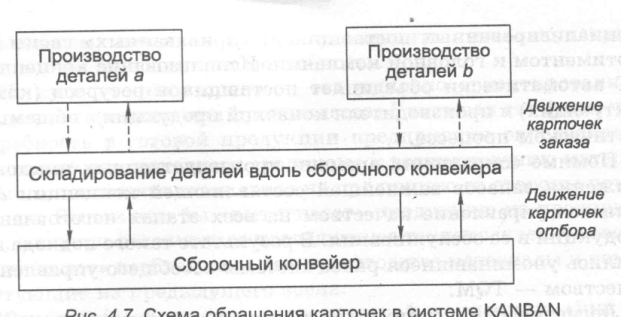 Производство
деталей a
Производство
деталей b
Движение
карточек
заказа
Складирование деталей вдоль сборочного конвейера
Движение
карточек
отбора
Сборочный конвейер
Рис. 4.7. Схема обращения карточек в системе KANBAN